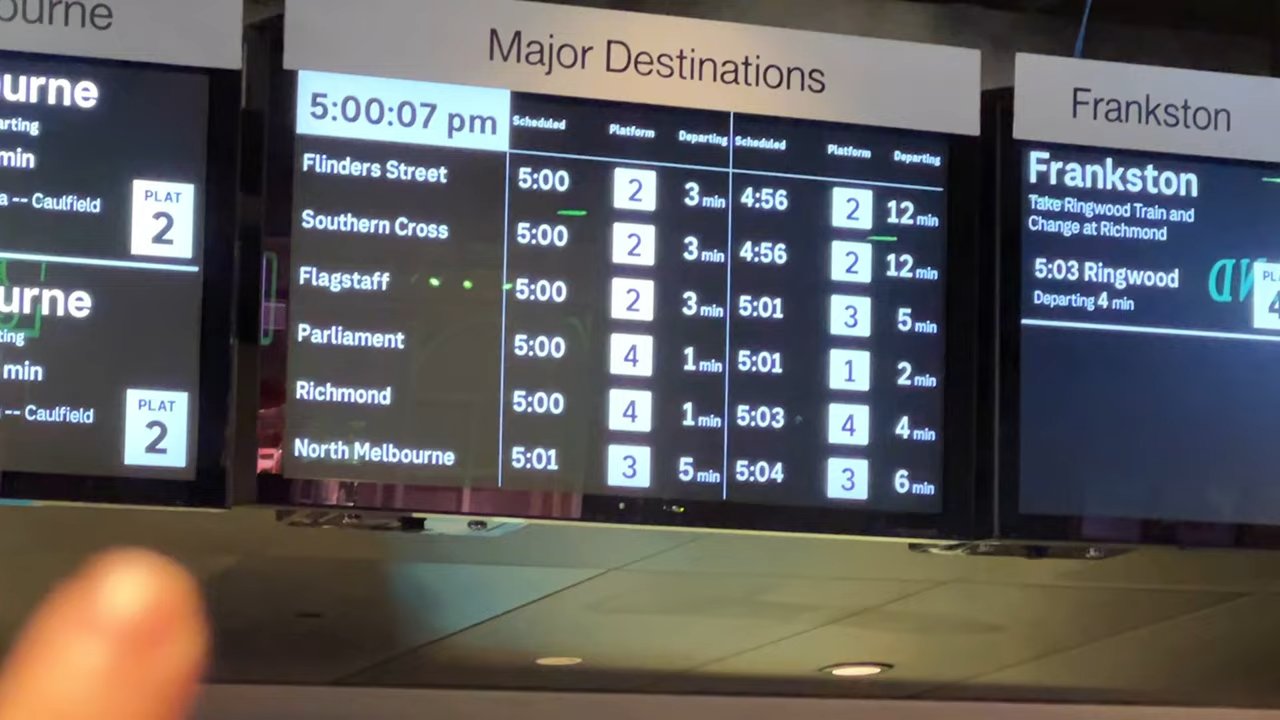 ourne
urne
arting
min
a -- Caulfield
PLAT
2
urne
ting
min
-- Caulfield
PLAT
2
Major Destinations
5:00:07 pm Scheduled Platform Departing Scheduled Platform Departing
Flinders Street 5:00 2 3 min 4:56 2 12 min
Southern Cross 5:00 2 3 min 4:56 2 12 min
Flagstaff 5:00 2 3 min 5:01 3 5 min
Parliament 5:00 4 1 min 5:01 1 2 min
Richmond 5:00 4 1 min 5:03 4 4 min
North Melbourne 5:01 3 5 min 5:04 3 6 min
Frankston
Frankston
Take Ringwood Train and
Change at Richmond
5:03 Ringwood
Departing 4 min
PL
4